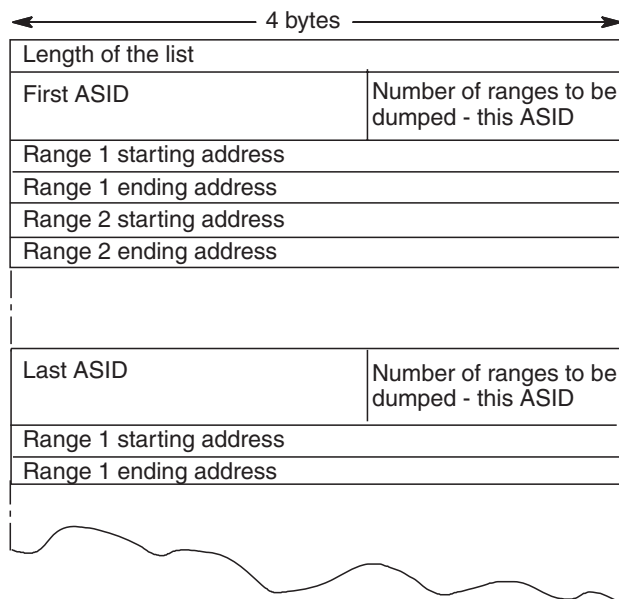 4 bytes
Length of the list
First ASID
Number of ranges to be
dumped - this ASID
Range 1 starting address
Range 1 ending address
Range 2 starting address
Range 2 ending address
Last ASID
Number of ranges to be
dumped - this ASID
Range 1 starting address
Range 1 ending address